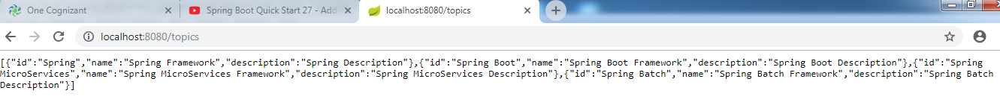 One Cognizant
Spring Boot Quick Start 27 - Add
localhost:8080/topics
localhost:8080/topics
[{"id":"Spring","name":"Spring Framework","description":"Spring Description"},{"id":"Spring Boot","name":"Spring Boot Framework","description":"Spring Boot Description"},{"id":"Spring
MicroServices","name":"Spring MicroServices Framework","description":"Spring MicroServices Description"},{"id":"Spring Batch","name":"Spring Batch Framework","description":"Spring Batch
Description"}]